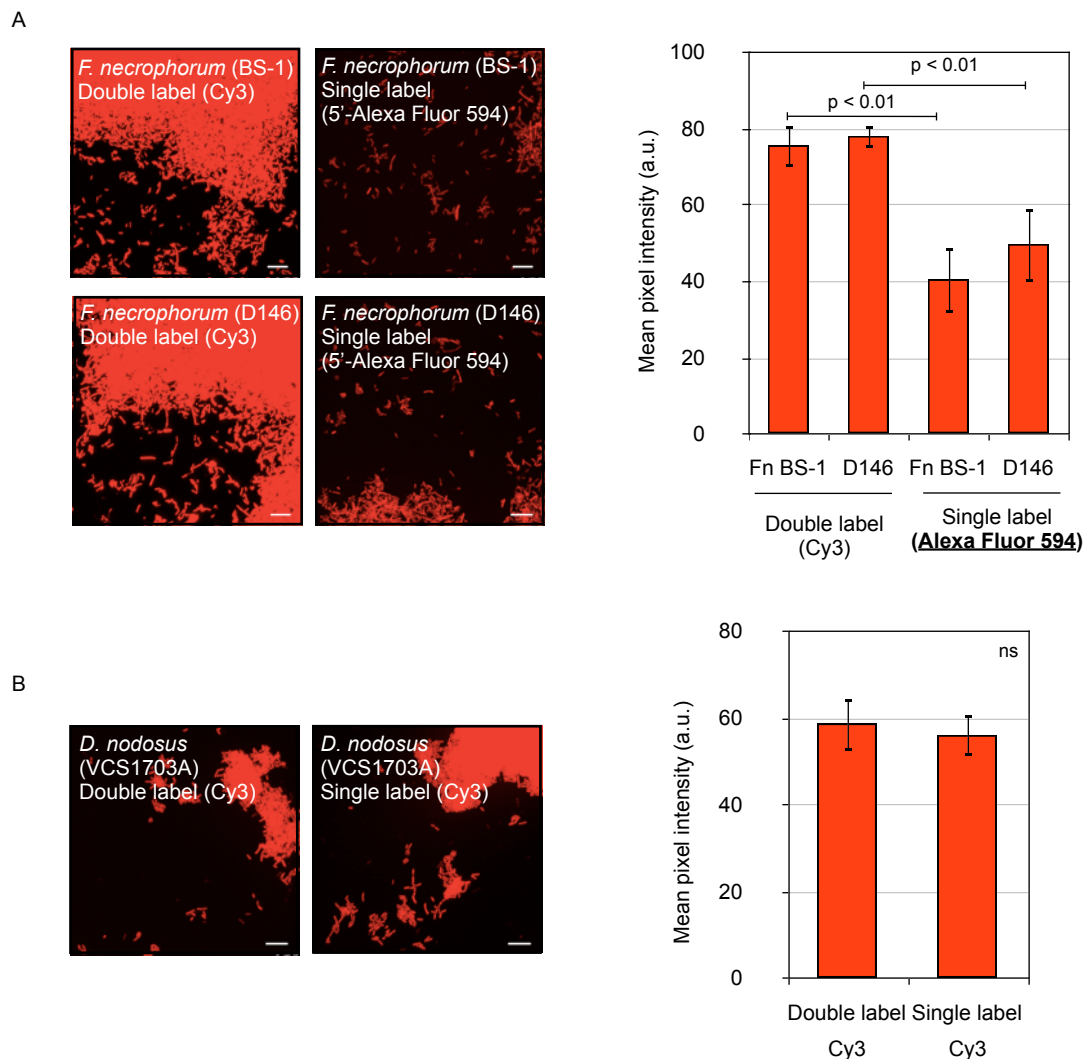 A
F. necrophorum (BS-1)
Double label (Cy3)
F. necrophorum (BS-1)
Single label
(5'-Alexa Fluor 594)
F. necrophorum (D146)
Double label (Cy3)
F. necrophorum (D146)
Single label
(5'-Alexa Fluor 594)
Mean pixel intensity (a.u.)
100
80
60
40
20
0
p < 0.01
p < 0.01
Fn BS-1 D146 Fn BS-1 D146
Double label
(Cy3)
Single label
(Alexa Fluor 594)
B
D. nodosus
(VCS1703A)
Double label (Cy3)
D. nodosus
(VCS1703A)
Single label (Cy3)
Mean pixel intensity (a.u.)
80
60
40
20
0
ns
Double label Single label
Cy3 Cy3